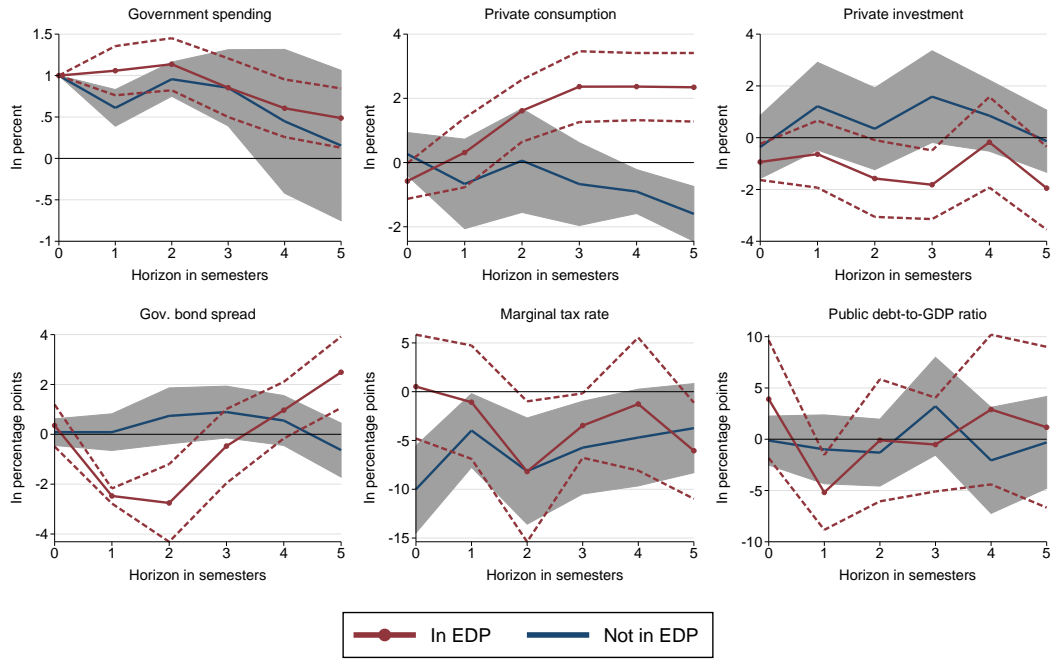 Government spending
In percent
1.5
1
.5
0
-.5
-1
0 1 2 3 4 5
Horizon in semesters
Private consumption
In percent
4
2
0
-2
0 1 2 3 4 5
Horizon in semesters
Private investment
In percent
4
2
0
-2
-4
0 1 2 3 4 5
Horizon in semesters
Gov. bond spread
In percentage points
4
2
0
-2
-4
0 1 2 3 4 5
Horizon in semesters
Marginal tax rate
In percentage points
5
0
-5
-10
-15
0 1 2 3 4 5
Horizon in semesters
Public debt-to-GDP ratio
In percentage points
10
5
0
-5
-10
0 1 2 3 4 5
Horizon in semesters
In EDP Not in EDP